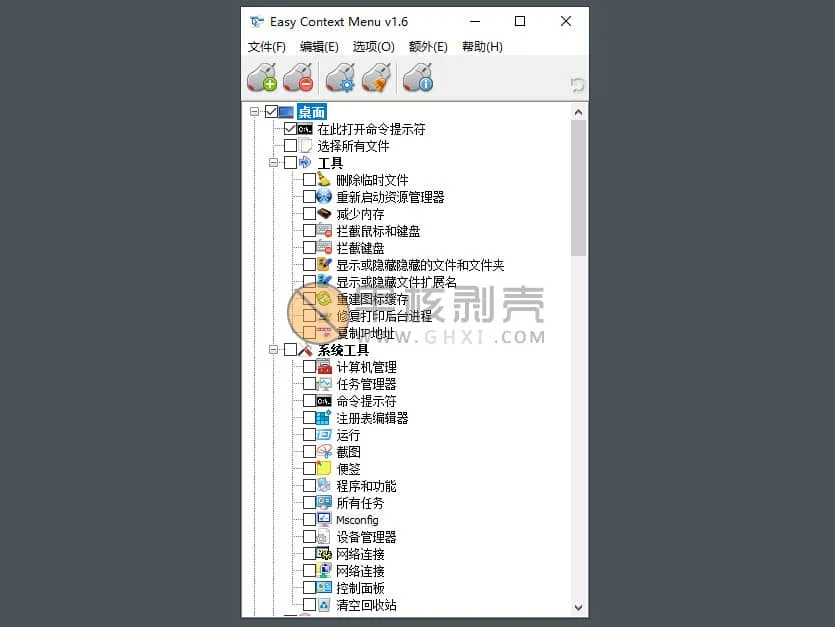 Easy Context Menu v1.6
文件(F) 编辑(E) 选项(O) 额外(E) 帮助(H)
桌面
在此打开命令提示符
选择所有文件
工具
删除临时文件
重新启动资源管理器
减少内存
拦截鼠标和键盘
拦截键盘
显示或隐藏隐藏的文件和文件夹
显示或隐藏文件扩展名
重建图标缓存
修复打印后台进程
复制IP地址
果核剥壳
WWW.GHXI.COM
系统工具
计算机管理
任务管理器
命令提示符
注册表编辑器
运行
截图
便签
程序和功能
所有任务
Msconfig
设备管理器
网络连接
网络连接
控制面板
清空回收站